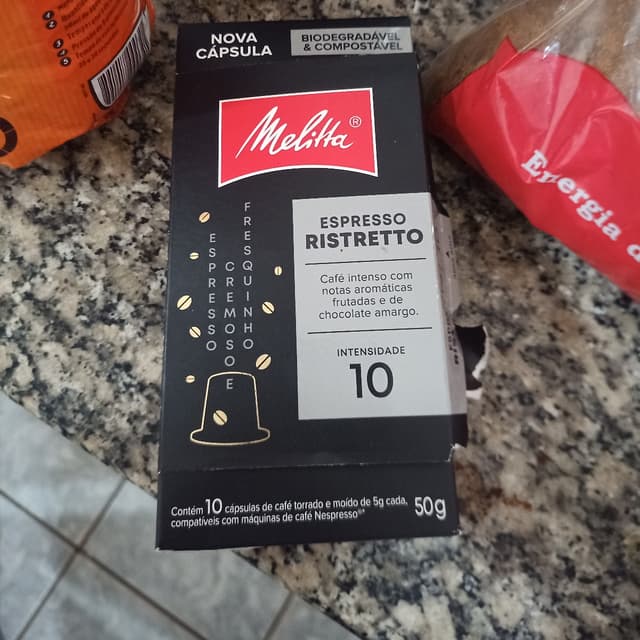 NOVA
CÁPSULA
BIODEGRADÁVEL
& COMPOSTÁVEL
Melitta®
ESPRESSO
CREMOSO E
FRESQUINHO
ESPRESSO
RISTRETTO
Café intenso com
notas aromáticas
frutadas e de
chocolate amargo.
INTENSIDADE
10
Contém 10 cápsulas de café torrado e moído de 5g cada,
compatíveis com máquinas de café Nespresso®*
50g
Energia d